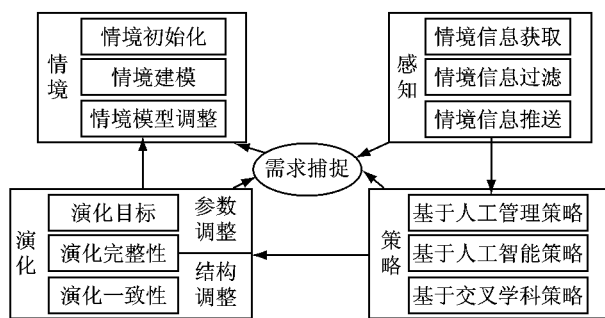 情境
情境初始化
情境建模
情境模型调整
感知
情境信息获取
情境信息过滤
情境信息推送
需求捕捉
演化
演化目标
演化完整性
演化一致性
参数
调整
结构
调整
策略
基于人工管理策略
基于人工智能策略
基于交叉学科策略